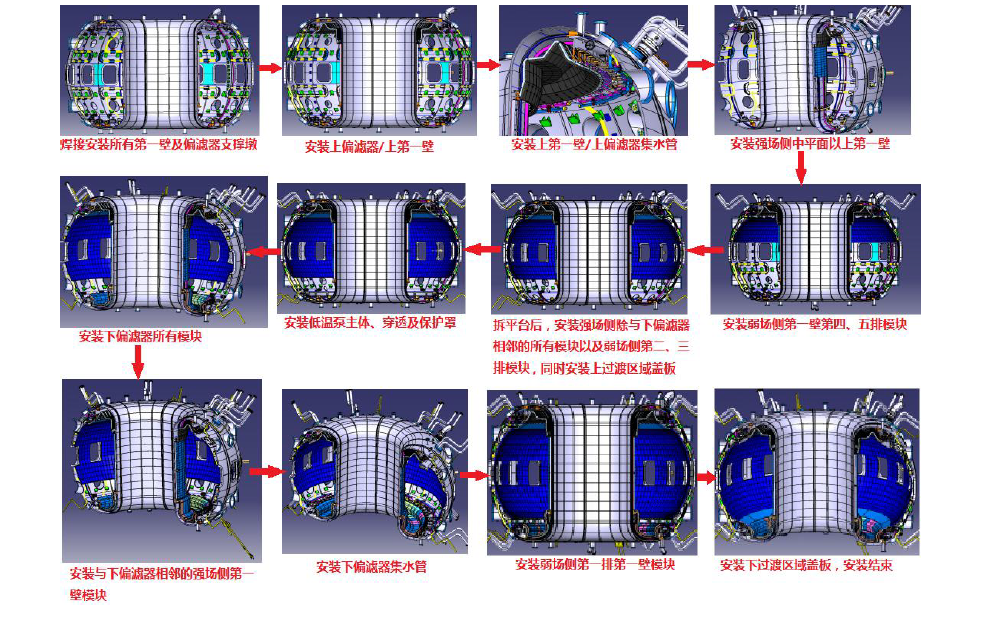 焊接安装所有第一壁及偏滤器支撑墩
安装上偏滤器/上第一壁
安装上第一壁/上偏滤器集水管
安装强场侧中平面以上第一壁
安装弱场侧第一壁第四、五排模块
拆平台后，安装强场侧除与下偏滤器
相邻的所有模块以及弱场侧第二、三
排模块，同时安装上过渡区域盖板
安装低温泵主体、穿透及保护罩
安装下偏滤器所有模块
安装与下偏滤器相邻的强场侧第一
壁模块
安装下偏滤器集水管
安装弱场侧第一排第一壁模块
安装下过渡区域盖板，安装结束